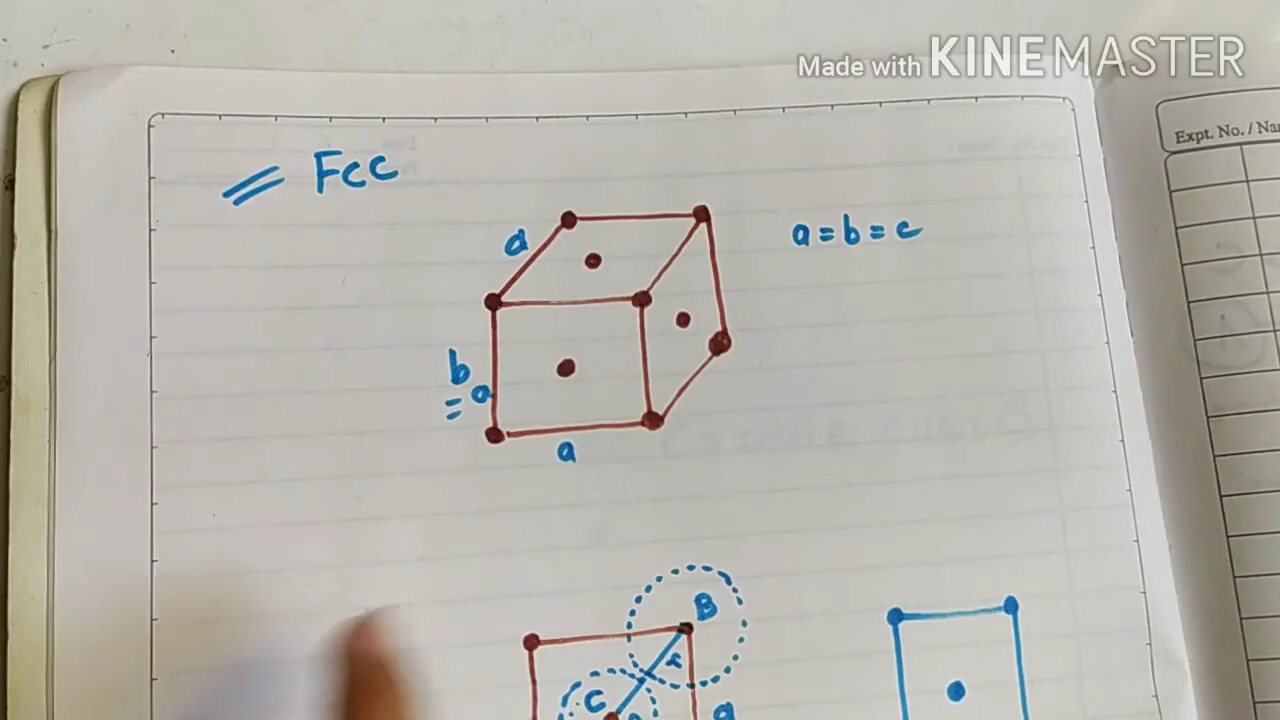 Made with KINEMASTER
Expt. No. / Na
= Fcc
a
a = b = c
b
= a
a
B
r
C
a